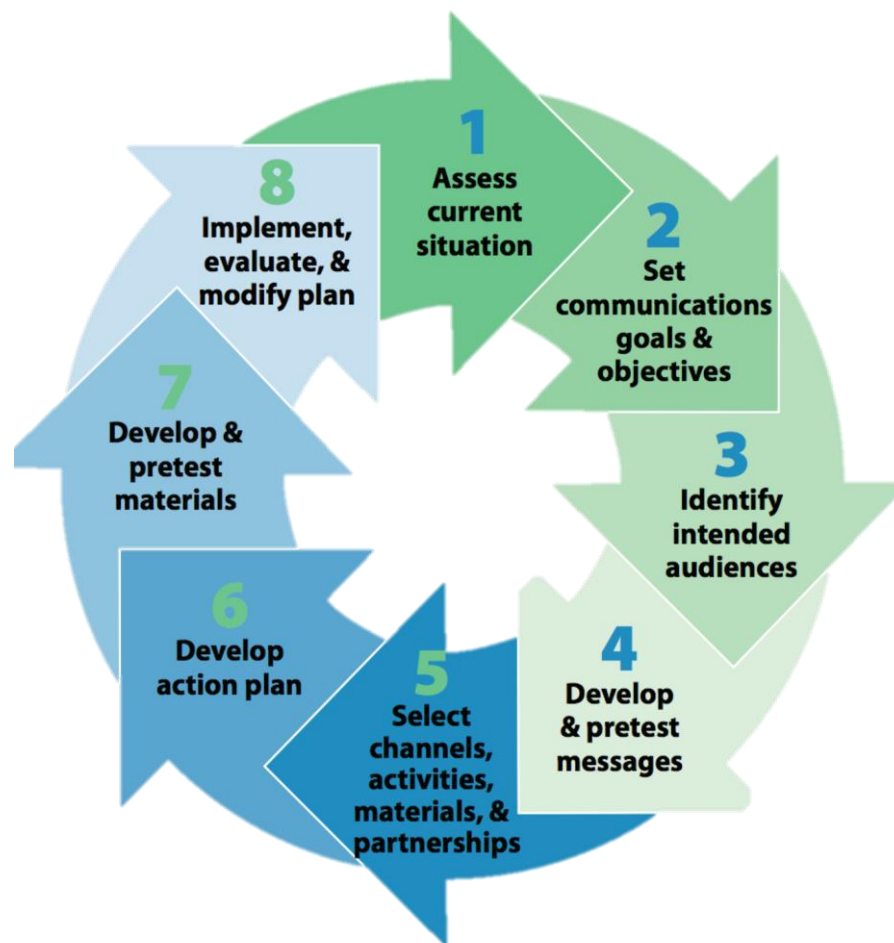 1
Assess
current
situation
2
Set
communications
goals &
objectives
3
Identify
intended
audiences
4
Develop
& pretest
messages
5
Select
channels,
activities,
materials, &
partnerships
6
Develop
action plan
7
Develop &
pretest
materials
8
Implement,
evaluate, &
modify plan